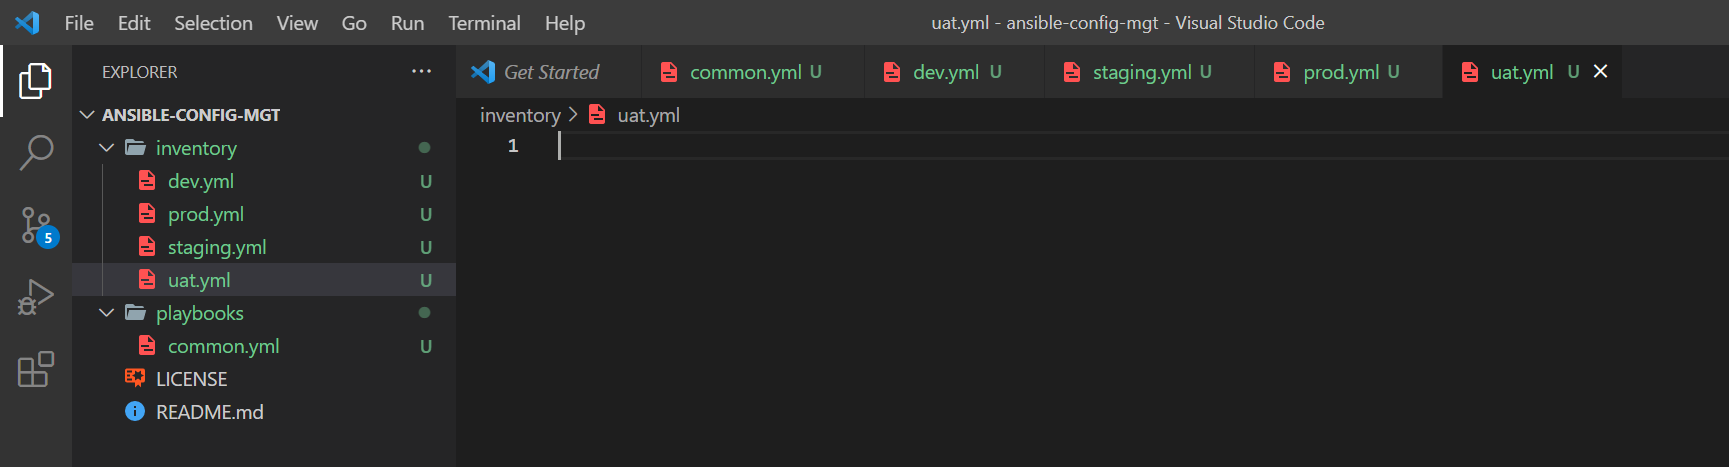 File Edit Selection View Go Run Terminal Help uat.yml - ansible-config-mgt - Visual Studio Code
EXPLORER ···
Get Started common.yml U dev.yml U staging.yml U prod.yml U uat.yml U
ANSIBLE-CONFIG-MGT
inventory > uat.yml
1
inventory
dev.yml U
prod.yml U
5
staging.yml U
uat.yml U
playbooks
common.yml U
LICENSE
README.md